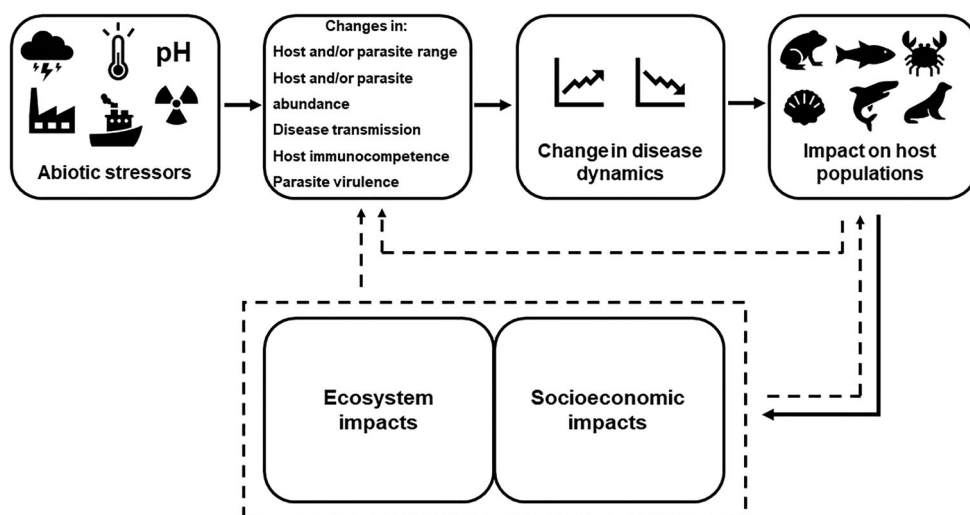 pH
Abiotic stressors
Changes in:
Host and/or parasite range
Host and/or parasite
abundance
Disease transmission
Host immunocompetence
Parasite virulence
Change in disease
dynamics
Impact on host
populations
Ecosystem
impacts
Socioeconomic
impacts